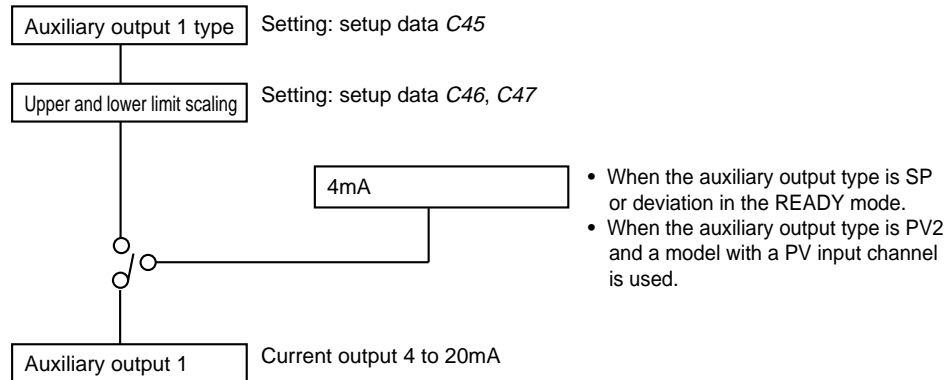 Auxiliary output 1 type
Setting: setup data C45
Upper and lower limit scaling
Setting: setup data C46, C47
4mA
• When the auxiliary output type is SP
or deviation in the READY mode.
• When the auxiliary output type is PV2
and a model with a PV input channel
is used.
Auxiliary output 1
Current output 4 to 20mA